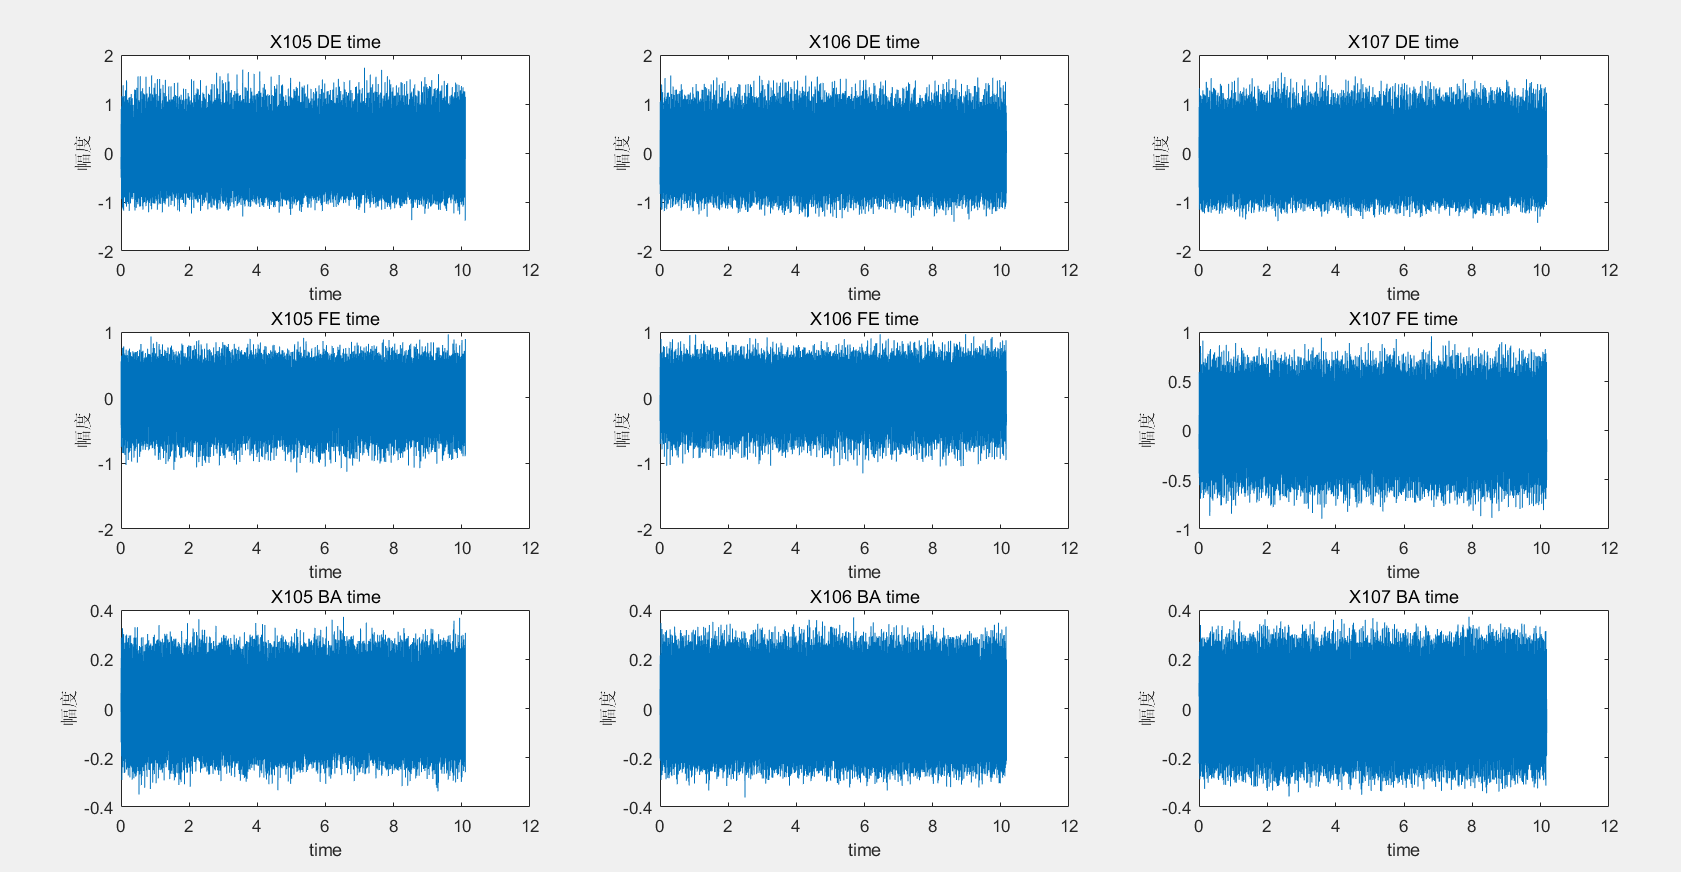 X105 DE time
X106 DE time
X107 DE time
2
1
0
-1
-2
幅度
0 2 4 6 8 10 12
time
2
1
0
-1
-2
幅度
0 2 4 6 8 10 12
time
2
1
0
-1
-2
幅度
0 2 4 6 8 10 12
time
X105 FE time
X106 FE time
X107 FE time
1
0
-1
-2
幅度
0 2 4 6 8 10 12
time
1
0
-1
-2
幅度
0 2 4 6 8 10 12
time
1
0.5
0
-0.5
-1
幅度
0 2 4 6 8 10 12
time
X105 BA time
X106 BA time
X107 BA time
0.4
0.2
0
-0.2
-0.4
幅度
0 2 4 6 8 10 12
time
0.4
0.2
0
-0.2
-0.4
幅度
0 2 4 6 8 10 12
time
0.4
0.2
0
-0.2
-0.4
幅度
0 2 4 6 8 10 12
time